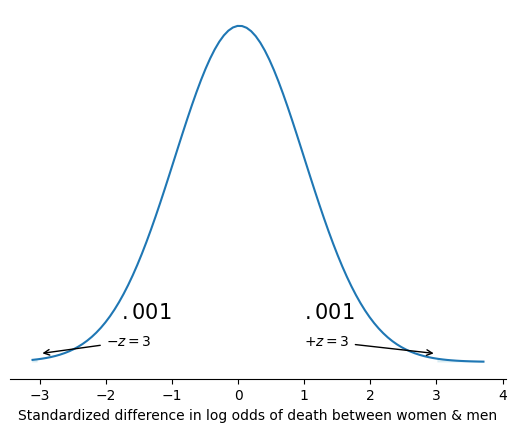 .001 .001
−z = 3 +z = 3
−3 −2 −1 0 1 2 3 4
Standardized difference in log odds of death between women & men